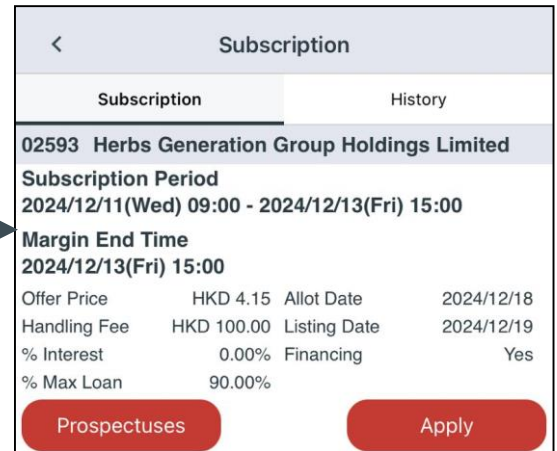 < Subscription
Subscription History
02593 Herbs Generation Group Holdings Limited
Subscription Period
2024/12/11(Wed) 09:00 - 2024/12/13(Fri) 15:00
Margin End Time
2024/12/13(Fri) 15:00
Offer Price HKD 4.15 Allot Date 2024/12/18
Handling Fee HKD 100.00 Listing Date 2024/12/19
% Interest 0.00% Financing Yes
% Max Loan 90.00%
Prospectuses Apply